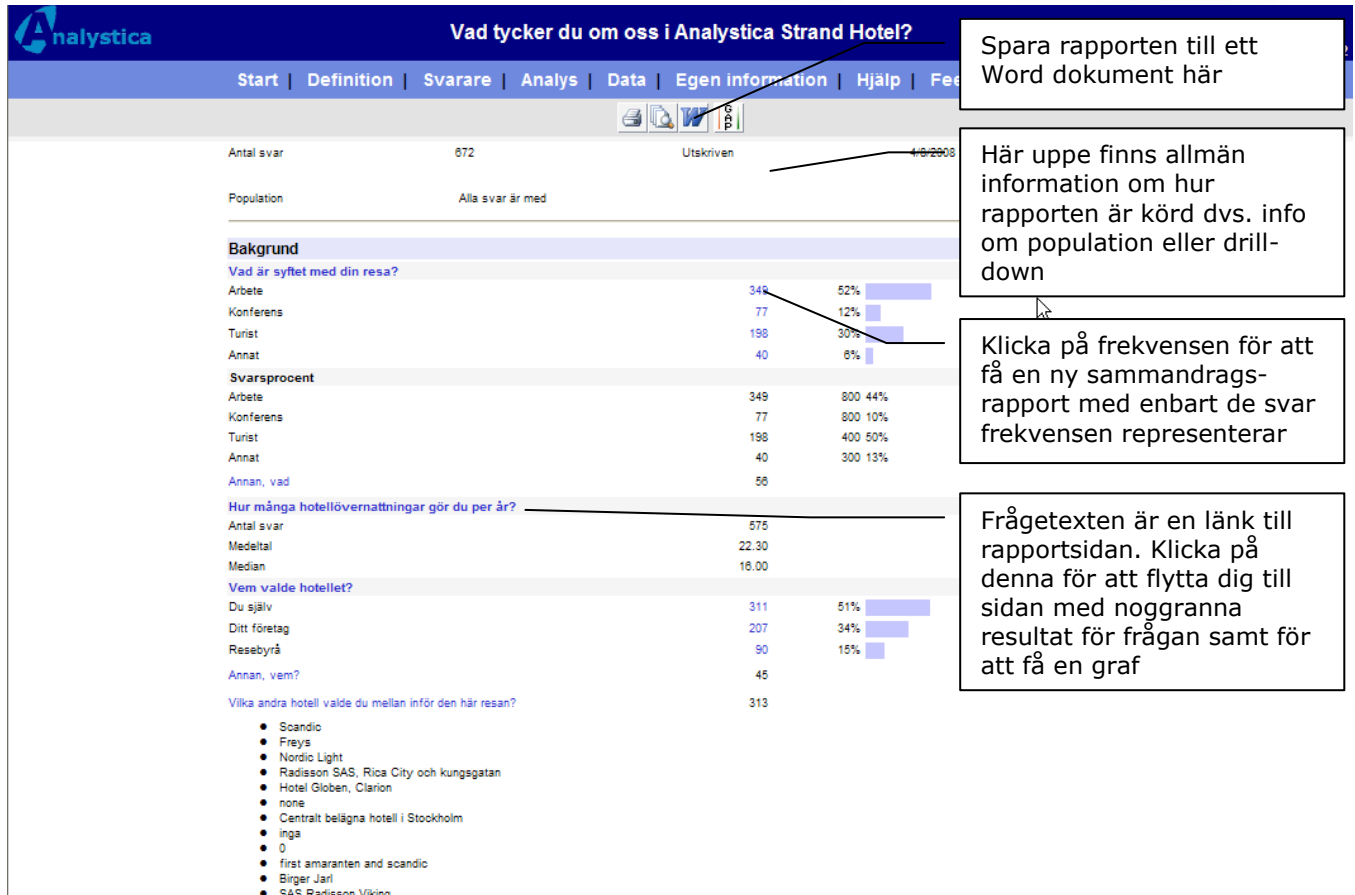 Analystica
Vad tycker du om oss i Analystica Strand Hotel?
Start | Definition | Svarare | Analys | Data | Egen information | Hjälp |
Spara rapporten till ett
Word dokument här
W GAP
Antal svar 672 Utskriven 4/8/2008
Population Alla svar är med
Här uppe finns allmän
information om hur
rapporten är körd dvs. info
om population eller drill-
down
Bakgrund
Vad är syftet med din resa?
Arbete 349 52%
Konferens 77 12%
Turist 198 30%
Annat 40 6%
Klicka på frekvensen för att
få en ny sammandrags-
rapport med enbart de svar
frekvensen representerar
Svarsprocent
Arbete 349 800 44%
Konferens 77 800 10%
Turist 198 400 50%
Annat 40 300 13%
Annan, vad 56
Hur många hotellövernattningar gör du per år?
Antal svar 575
Medeltal 22.30
Median 16.00
Frågetexten är en länk till
rapportsidan. Klicka på
denna för att flytta dig till
sidan med noggranna
resultat för frågan samt för
att få en graf
Vem valde hotellet?
Du själv 311 51%
Ditt företag 207 34%
Resebyrå 90 15%
Annan, vem? 45
Vilka andra hotell valde du mellan inför den här resan? 313
• Scandic
• Freys
• Nordic Light
• Radisson SAS, Rica City och kungsgatan
• Hotel Globen, Clarion
• none
• Centralt belägna hotell i Stockholm
• inga
• 0
• first amaranten and scandic
• Birger Jarl
• SAS Radisson Viking